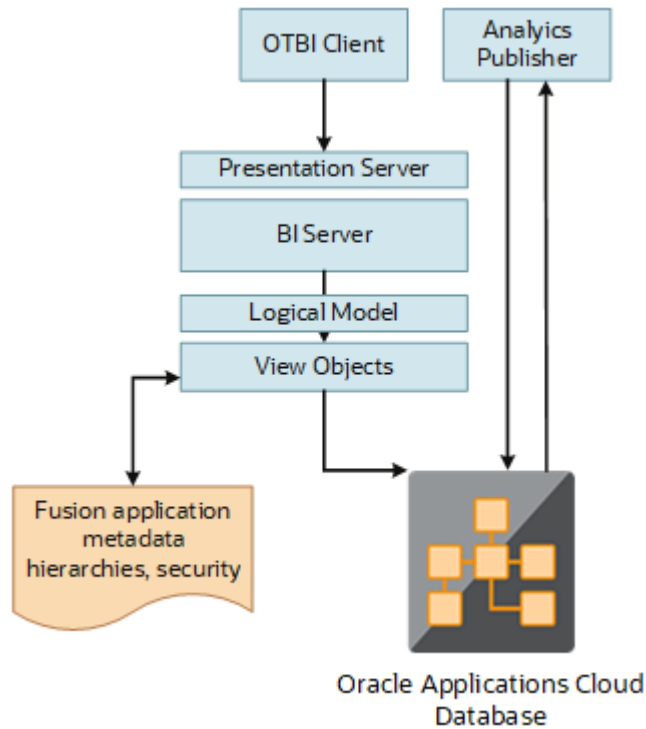 OTBI Client
Analyics
Publisher
Presentation Server
BI Server
Logical Model
View Objects
Fusion application
metadata
hierarchies, security
Oracle Applications Cloud
Database